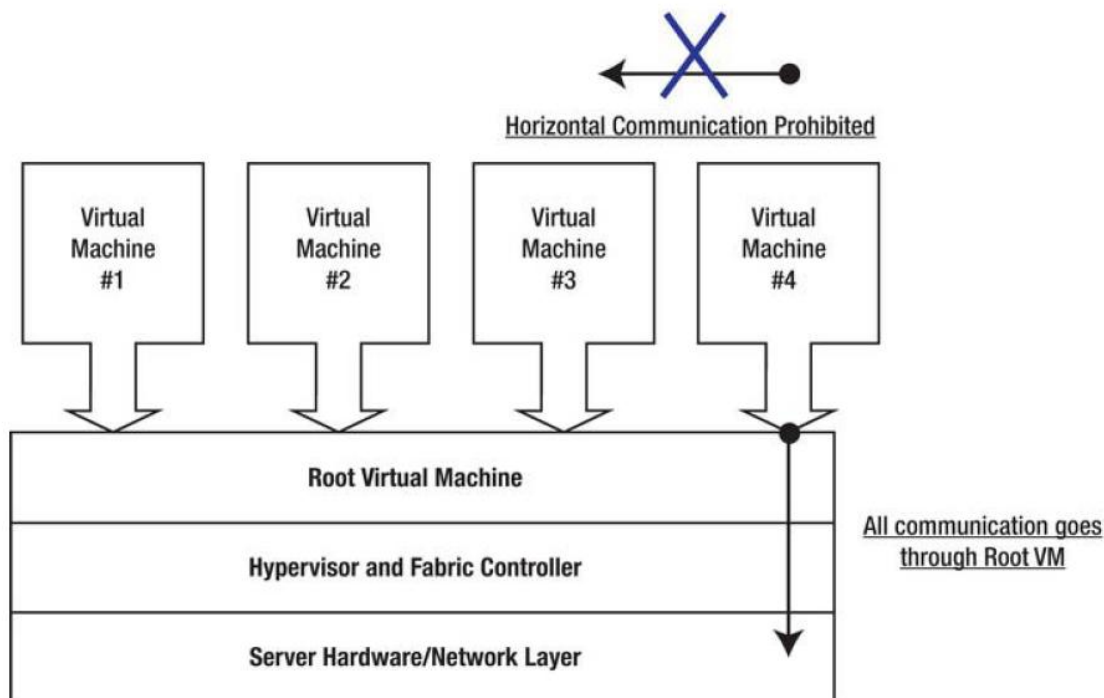 Horizontal Communication Prohibited
Virtual
Machine
#1
Virtual
Machine
#2
Virtual
Machine
#3
Virtual
Machine
#4
Root Virtual Machine
Hypervisor and Fabric Controller
Server Hardware/Network Layer
All communication goes
through Root VM